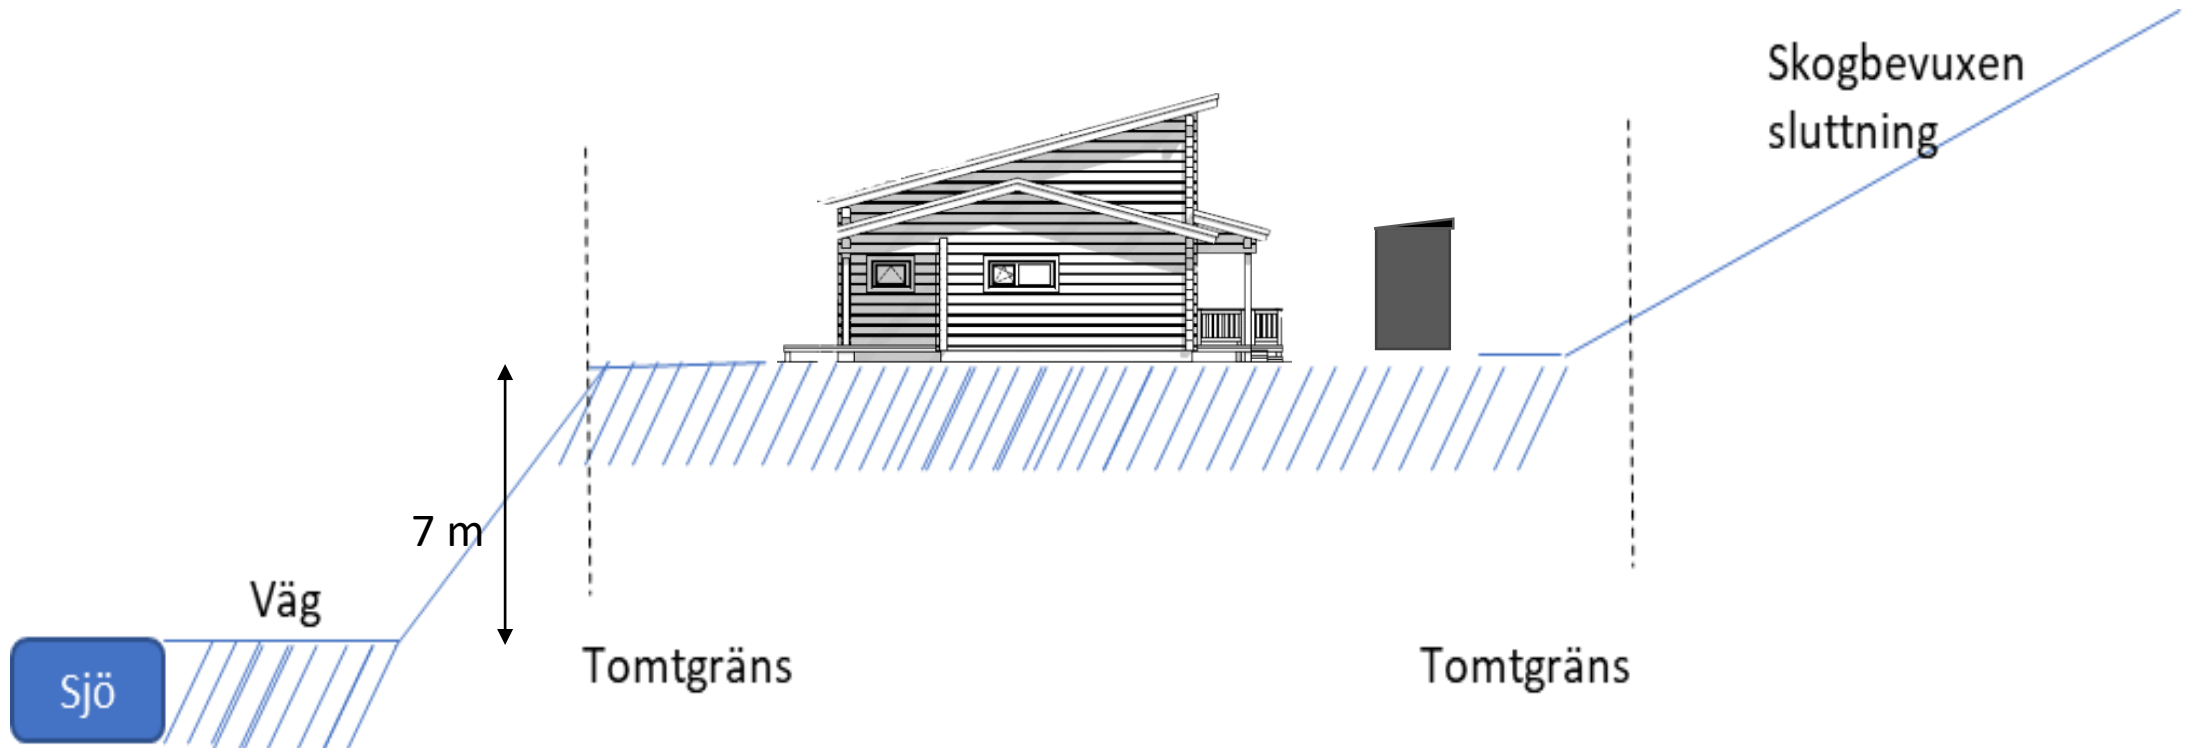 Skogbevuxen
sluttning
7 m
Väg
Sjö
Tomtgräns
Tomtgräns